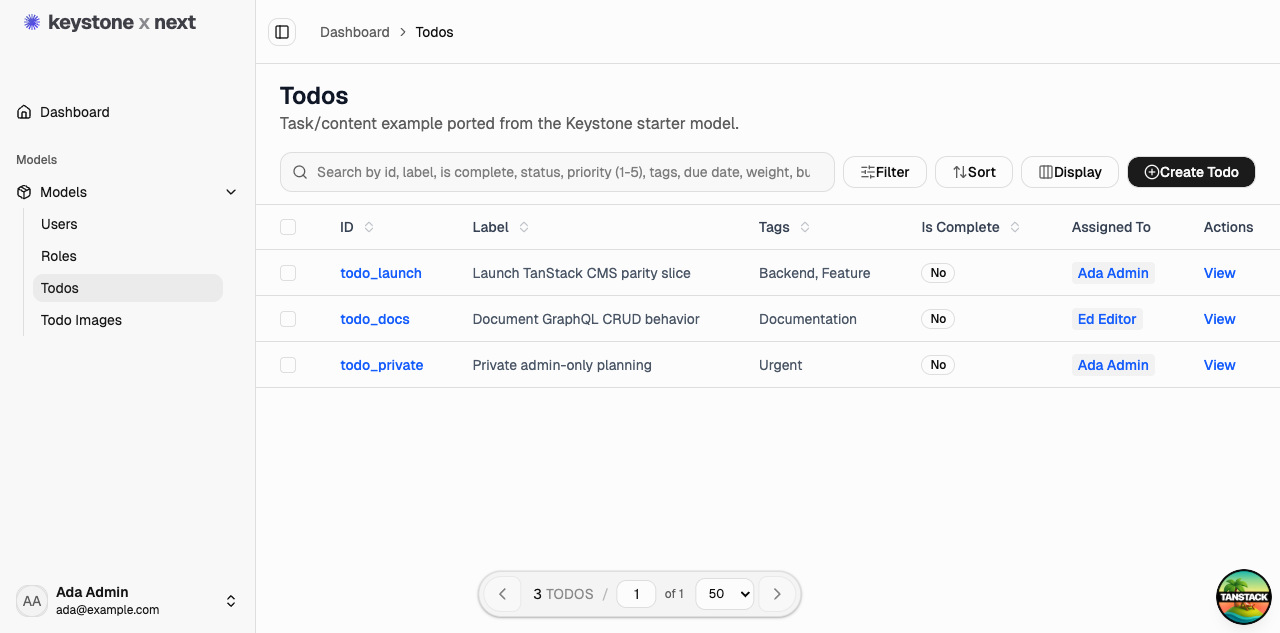 keystone x next
Dashboard
Models
Models
Users
Roles
Todos
Todo Images
AA
Ada Admin
ada@example.com
Dashboard > Todos
Todos
Task/content example ported from the Keystone starter model.
Search by id, label, is complete, status, priority (1-5), tags, due date, weight, bu
Filter
Sort
Display
Create Todo
ID Label Tags Is Complete Assigned To Actions
todo_launch Launch TanStack CMS parity slice Backend, Feature No Ada Admin View
todo_docs Document GraphQL CRUD behavior Documentation No Ed Editor View
todo_private Private admin-only planning Urgent No Ada Admin View
3 TODOS / 1 of 1 50
TANSTACK